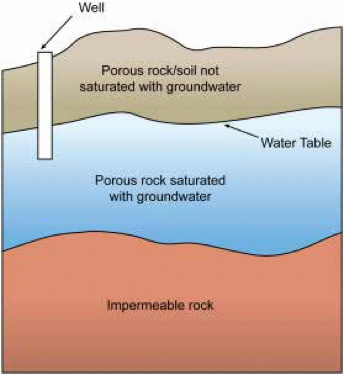 Well
Porous rock/soil not
saturated with groundwater
Water Table
Porous rock saturated
with groundwater
Impermeable rock